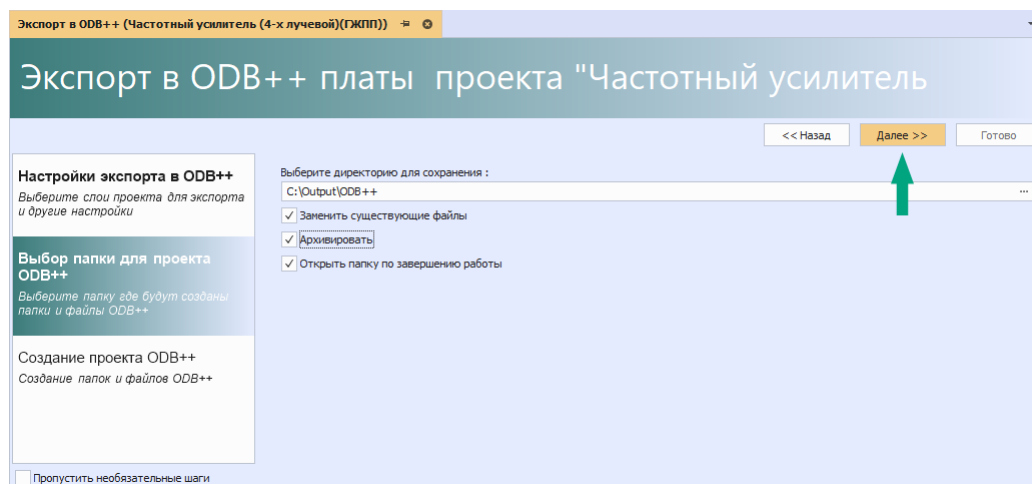 Экспорт в ODB++ (Частотный усилитель (4-х лучевой)(ГЖПП))
Экспорт в ODB++ платы проекта "Частотный усилитель
<< Назад
Далее >>
Готово
Настройки экспорта в ODB++
Выберите слои проекта для экспорта
и другие настройки
Выбор папки для проекта
ODB++
Выберите папку где будут созданы
папки и файлы ODB++
Создание проекта ODB++
Создание папок и файлов ODB++
Выберите директорию для сохранения :
C:\Output\ODB++
...
Заменить существующие файлы
Архивировать
Открыть папку по завершению работы
Пропустить необязательные шаги